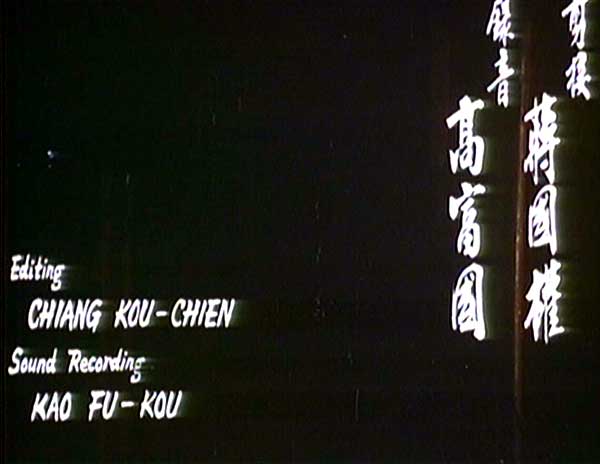 剪接
蔣國權
錄音
高富國
Editing
CHIANG KOU-CHIEN
Sound Recording
KAO FU-KOU